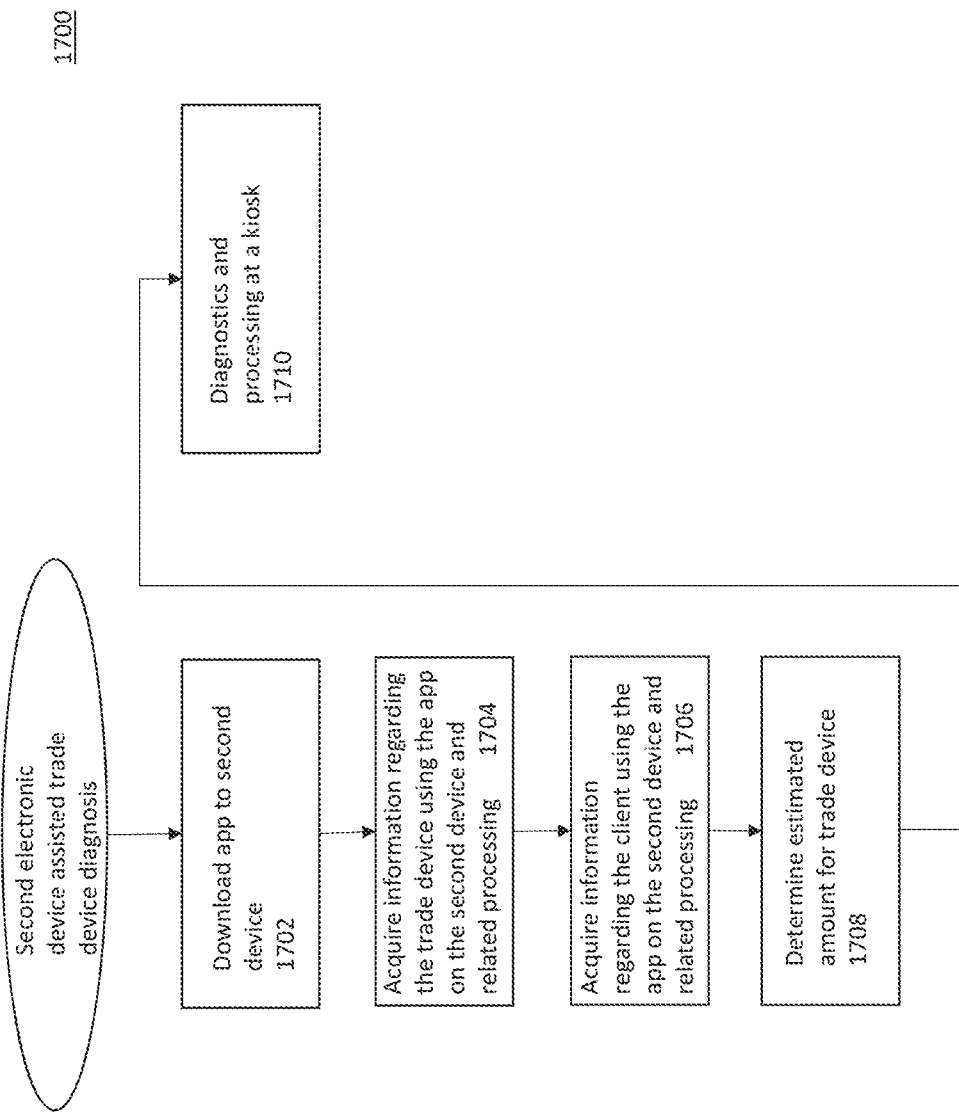 1700
Second electronic
device assisted trade
device diagnosis
Download app to second
device
1702
Acquire information regarding
the trade device using the app
on the second device and
related processing 1704
Acquire information
regarding the client using the
app on the second device and
related processing 1706
Determine estimated
amount for trade device
1708
Diagnostics and
processing at a kiosk
1710